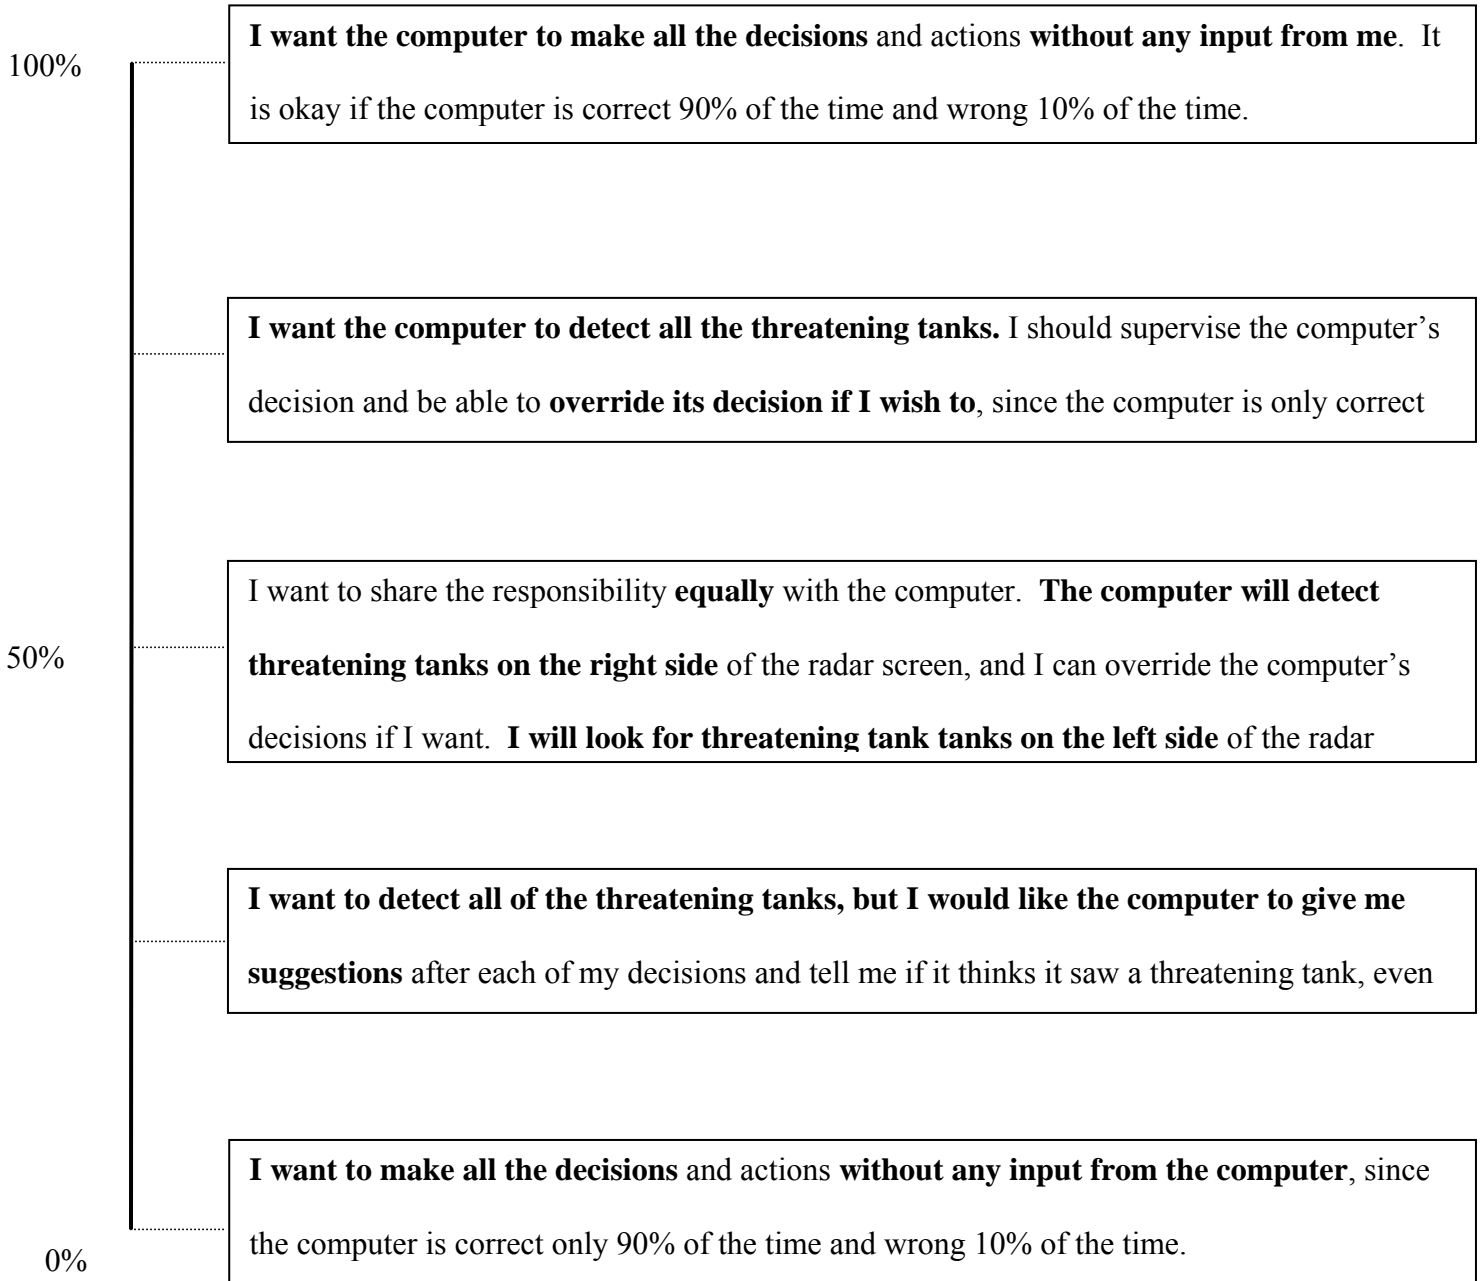 I want the computer to make all the decisions and actions without any input from me. It
100%
is okay if the computer is correct 90% of the time and wrong 10% of the time.
I want the computer to detect all the threatening tanks. I should supervise the computer’s
decision and be able to override its decision if I wish to, since the computer is only correct
I want to share the responsibility equally with the computer. The computer will detect
50%
threatening tanks on the right side of the radar screen, and I can override the computer’s
decisions if I want. I will look for threatening tank tanks on the left side of the radar
I want to detect all of the threatening tanks, but I would like the computer to give me
suggestions after each of my decisions and tell me if it thinks it saw a threatening tank, even
I want to make all the decisions and actions without any input from the computer, since
the computer is correct only 90% of the time and wrong 10% of the time.
0%